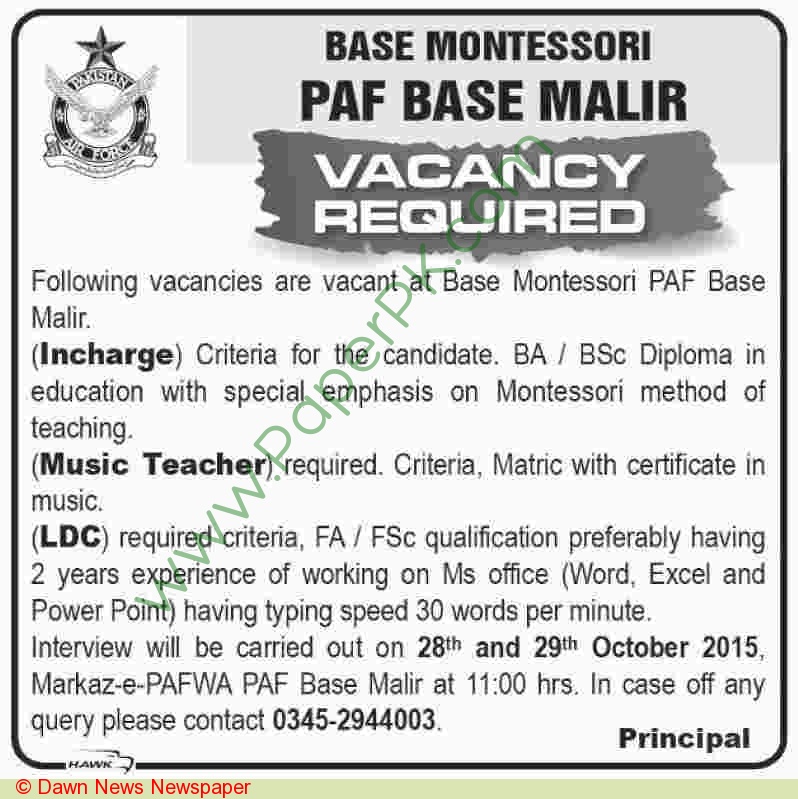 BASE MONTESSORI
PAF BASE MALIR
PAKISTAN
AIR FORCE
VACANCY
REQUIRED
Following vacancies are vacant at Base Montessori PAF Base
Malir.
(Incharge) Criteria for the candidate. BA / BSc Diploma in
education with special emphasis on Montessori method of
teaching.
(Music Teacher) required. Criteria, Matric with certificate in
music.
(LDC) required criteria, FA / FSc qualification preferably having
2 years experience of working on Ms office (Word, Excel and
Power Point) having typing speed 30 words per minute.
Interview will be carried out on 28th and 29th October 2015,
Markaz-e-PAFWA PAF Base Malir at 11:00 hrs. In case off any
query please contact 0345-2944003.
Principal
HAWK
www.PaperPK.com
© Dawn News Newspaper